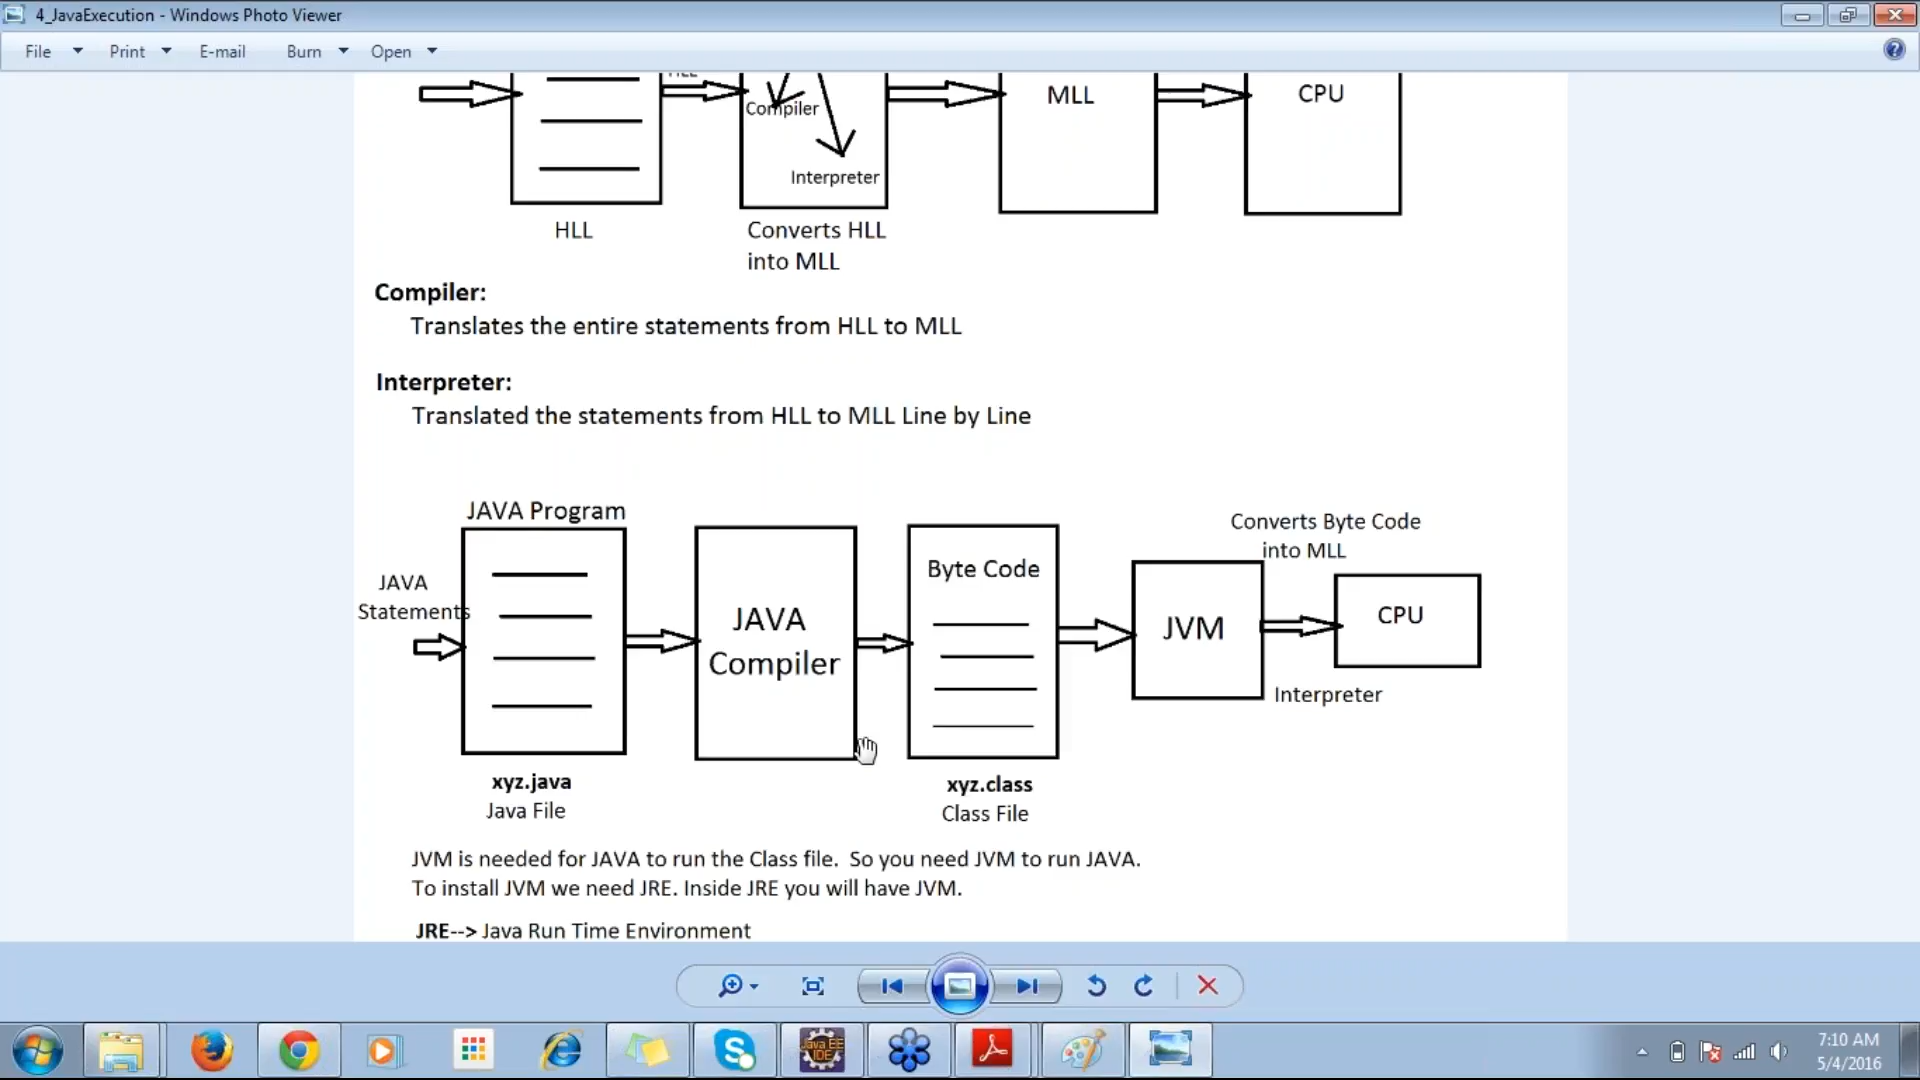 4_JavaExecution - Windows Photo Viewer
File Print E-mail Burn Open
Compiler
MLL
CPU
Interpreter
HLL
Converts HLL
into MLL
Compiler:
Translates the entire statements from HLL to MLL
Interpreter:
Translated the statements from HLL to MLL Line by Line
JAVA Program
Converts Byte Code
into MLL
JAVA
Statements
JAVA
Compiler
Byte Code
JVM
CPU
Interpreter
xyz.java
Java File
xyz.class
Class File
JVM is needed for JAVA to run the Class file. So you need JVM to run JAVA.
To install JVM we need JRE. Inside JRE you will have JVM.
JRE--> Java Run Time Environment
Java EE
IDE
7:10 AM
5/4/2016